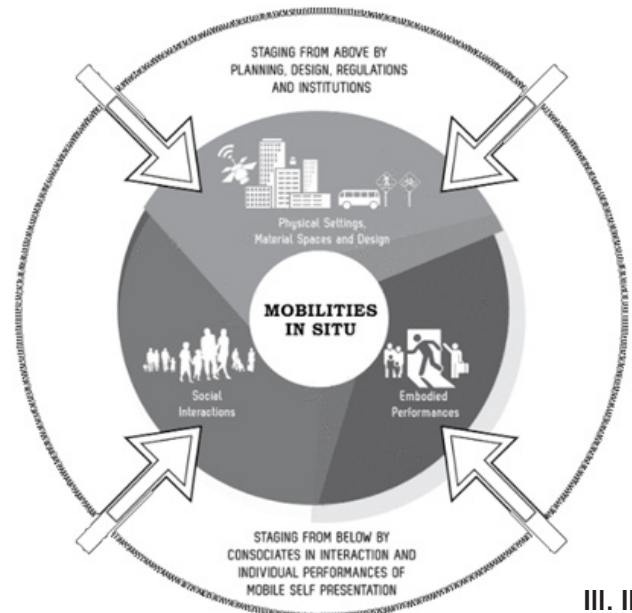 STAGING FROM ABOVE BY
PLANNING, DESIGN, REGULATIONS
AND INSTITUTIONS
Physical Settings,
Material Spaces and Design
MOBILITIES
IN SITU
Social
Interactions
Embodied
Performances
STAGING FROM BELOW BY
CONSOCIATES IN INTERACTION AND
INDIVIDUAL PERFORMANCES OF
MOBILE SELF PRESENTATION